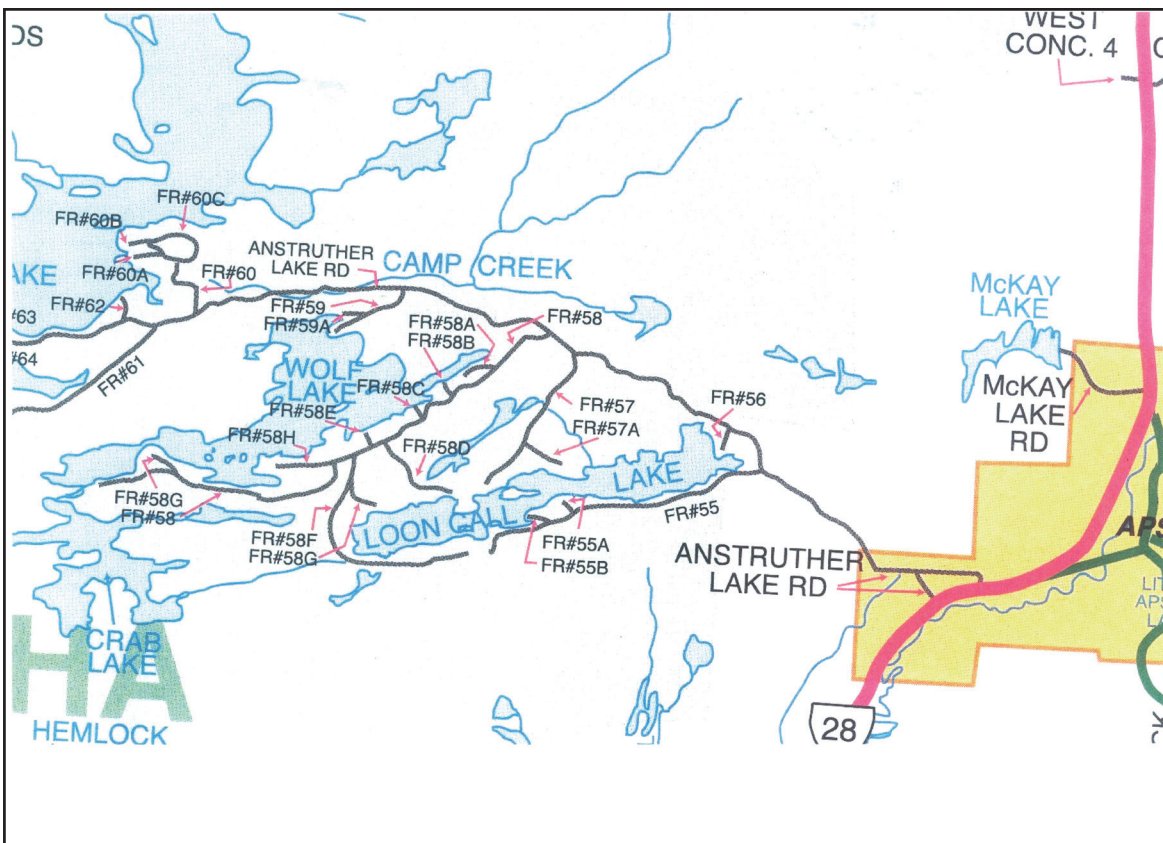 DS
WEST
CONC. 4
FR#60C
FR#60B
ANSTRUTHER
LAKE RD
CAMP CREEK
FR#60A
FR#60
AKE
McKAY
LAKE
FR#62
FR#59
FR#59A
FR#58A
FR#58B
FR#58
#63
#64
FR#61
WOLF
LAKE
FR#58C
McKAY
LAKE
RD
FR#58E
FR#57
FR#56
FR#58H
FR#57A
FR#58D
LAKE
FR#58G
FR#58
FR#55
LOON CALL
FR#58F
FR#58G
FR#55A
FR#55B
ANSTRUTHER
LAKE RD
APS
LIT
APS
LA
CRAB
LAKE
HA
HEMLOCK
28